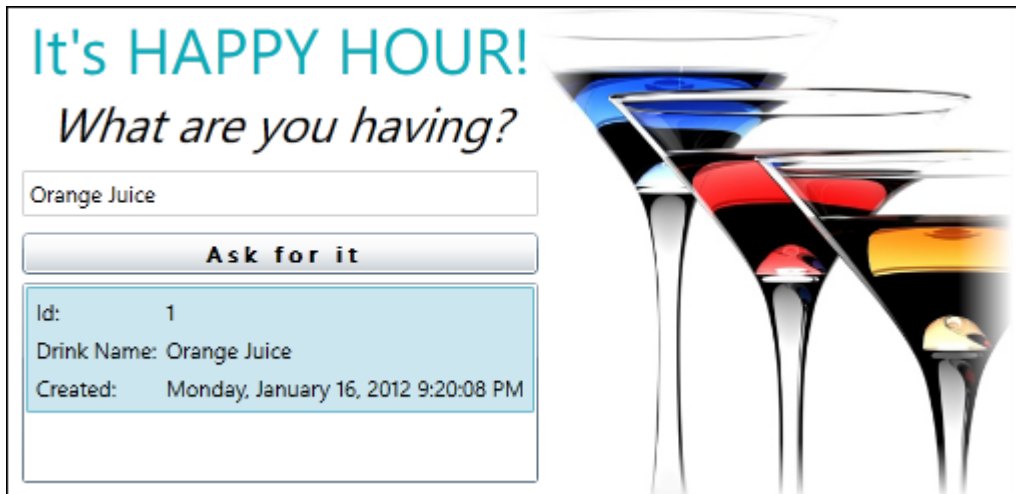 It's HAPPY HOUR!
What are you having?
Orange Juice
Ask for it
Id: 1
Drink Name: Orange Juice
Created: Monday, January 16, 2012 9:20:08 PM